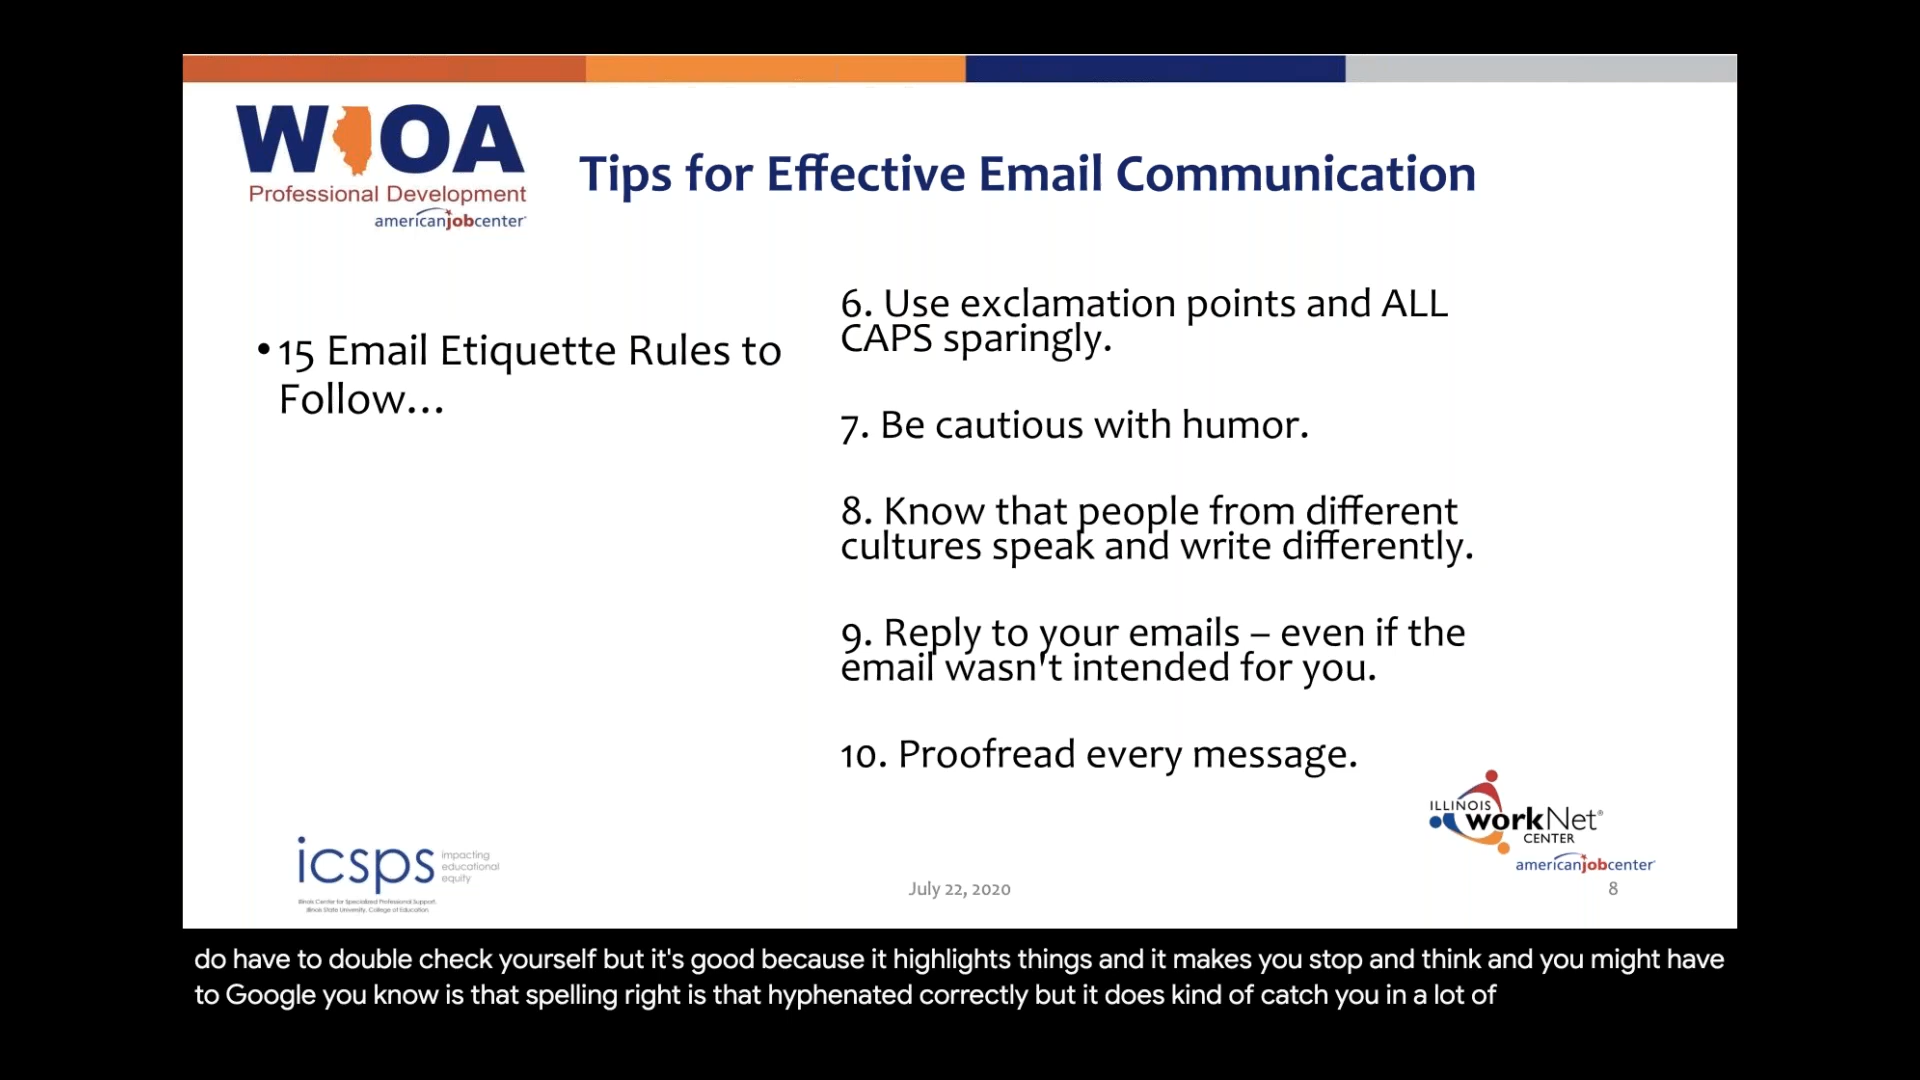 WIOA
Professional Development
americanjobcenter
Tips for Effective Email Communication
• 15 Email Etiquette Rules to
Follow...
6. Use exclamation points and ALL
CAPS sparingly.
7. Be cautious with humor.
8. Know that people from different
cultures speak and write differently.
9. Reply to your emails – even if the
email wasn't intended for you.
10. Proofread every message.
icsps
impacting
educational
equity
Illinois Center for Specialized Professional Support,
Illinois State University, College of Education
July 22, 2020
ILLINOIS
workNet®
CENTER
americanjobcenter
8
do have to double check yourself but it's good because it highlights things and it makes you stop and think and you might have
to Google you know is that spelling right is that hyphenated correctly but it does kind of catch you in a lot of